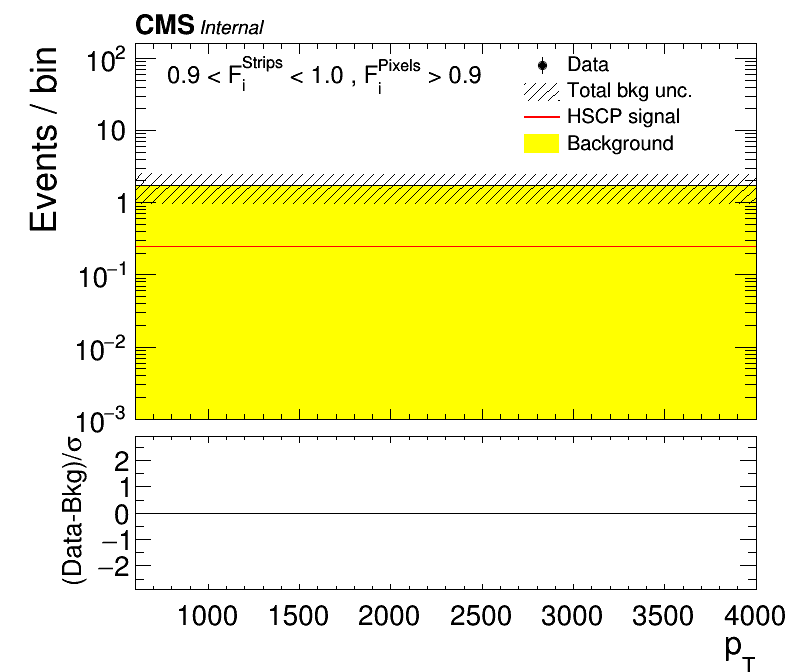 CMS Internal
Events / bin
10²
10
1
10⁻¹
10⁻²
10⁻³
0.9 < Fᵢ^Strips < 1.0 , Fᵢ^Pixels > 0.9
Data
Total bkg unc.
HSCP signal
Background
(Data-Bkg)/σ
2
1
0
−1
−2
1000 1500 2000 2500 3000 3500 4000
p_T